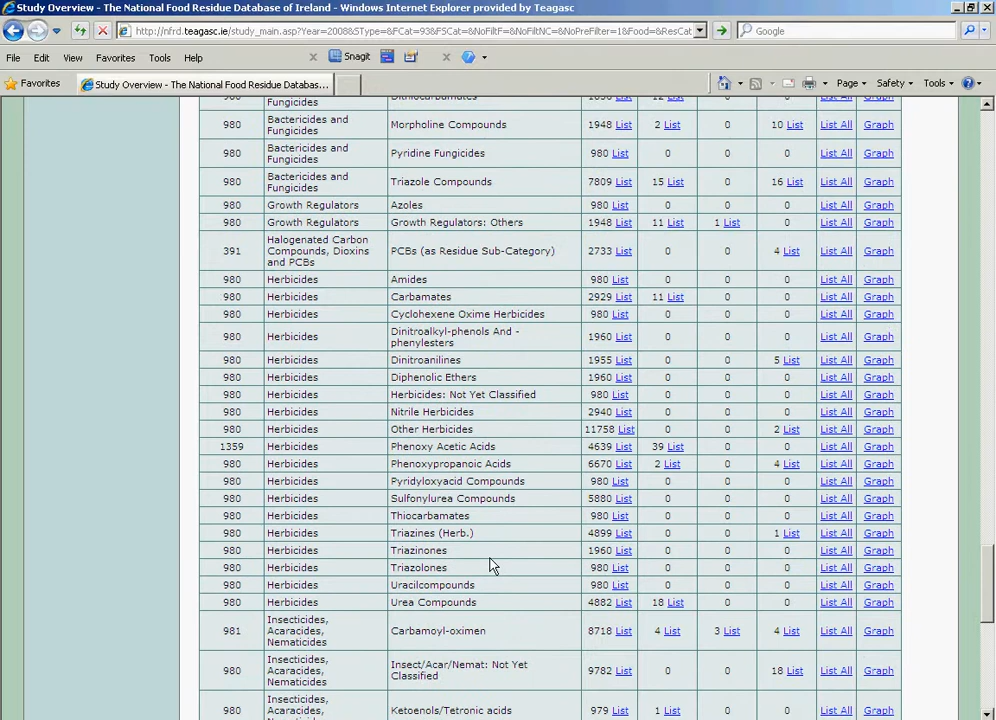 Study Overview - The National Food Residue Database of Ireland - Windows Internet Explorer provided by Teagasc
http://nfrd.teagasc.ie/study_main.asp?Year=2008&SType=&FCat=93&FSCat=&NoFiltF=&NoFiltNC=&NoPreFilter=1&Food=&ResCat Google
File Edit View Favorites Tools Help Snagit
Favorites Study Overview - The National Food Residue Databas... Page Safety Tools
Fungicides
980 Bactericides and Fungicides Morpholine Compounds 1948 List 2 List 0 10 List List All Graph
980 Bactericides and Fungicides Pyridine Fungicides 980 List 0 0 0 List All Graph
980 Bactericides and Fungicides Triazole Compounds 7809 List 15 List 0 16 List List All Graph
980 Growth Regulators Azoles 980 List 0 0 0 List All Graph
980 Growth Regulators Growth Regulators: Others 1948 List 11 List 1 List 0 List All Graph
391 Halogenated Carbon Compounds, Dioxins and PCBs PCBs (as Residue Sub-Category) 2733 List 0 0 4 List List All Graph
980 Herbicides Amides 980 List 0 0 0 List All Graph
980 Herbicides Carbamates 2929 List 11 List 0 0 List All Graph
980 Herbicides Cyclohexene Oxime Herbicides 980 List 0 0 0 List All Graph
980 Herbicides Dinitroalkyl-phenols And -phenylesters 1960 List 0 0 0 List All Graph
980 Herbicides Dinitroanilines 1955 List 0 0 5 List List All Graph
980 Herbicides Diphenolic Ethers 1960 List 0 0 0 List All Graph
980 Herbicides Herbicides: Not Yet Classified 980 List 0 0 0 List All Graph
980 Herbicides Nitrile Herbicides 2940 List 0 0 0 List All Graph
980 Herbicides Other Herbicides 11758 List 0 0 2 List List All Graph
1359 Herbicides Phenoxy Acetic Acids 4639 List 39 List 0 0 List All Graph
980 Herbicides Phenoxypropanoic Acids 6670 List 2 List 0 4 List List All Graph
980 Herbicides Pyridyloxyacid Compounds 980 List 0 0 0 List All Graph
980 Herbicides Sulfonylurea Compounds 5880 List 0 0 0 List All Graph
980 Herbicides Thiocarbamates 980 List 0 0 0 List All Graph
980 Herbicides Triazines (Herb.) 4899 List 0 0 1 List List All Graph
980 Herbicides Triazinones 1960 List 0 0 0 List All Graph
980 Herbicides Triazolones 980 List 0 0 0 List All Graph
980 Herbicides Uracilcompounds 980 List 0 0 0 List All Graph
980 Herbicides Urea Compounds 4882 List 18 List 0 0 List All Graph
981 Insecticides, Acaracides, Nematicides Carbamoyl-oximen 8718 List 4 List 3 List 4 List List All Graph
980 Insecticides, Acaracides, Nematicides Insect/Acar/Nemat: Not Yet Classified 9782 List 0 0 18 List List All Graph
980 Insecticides, Acaracides, Ketoenols/Tetronic acids 979 List 1 List 0 0 List All Graph